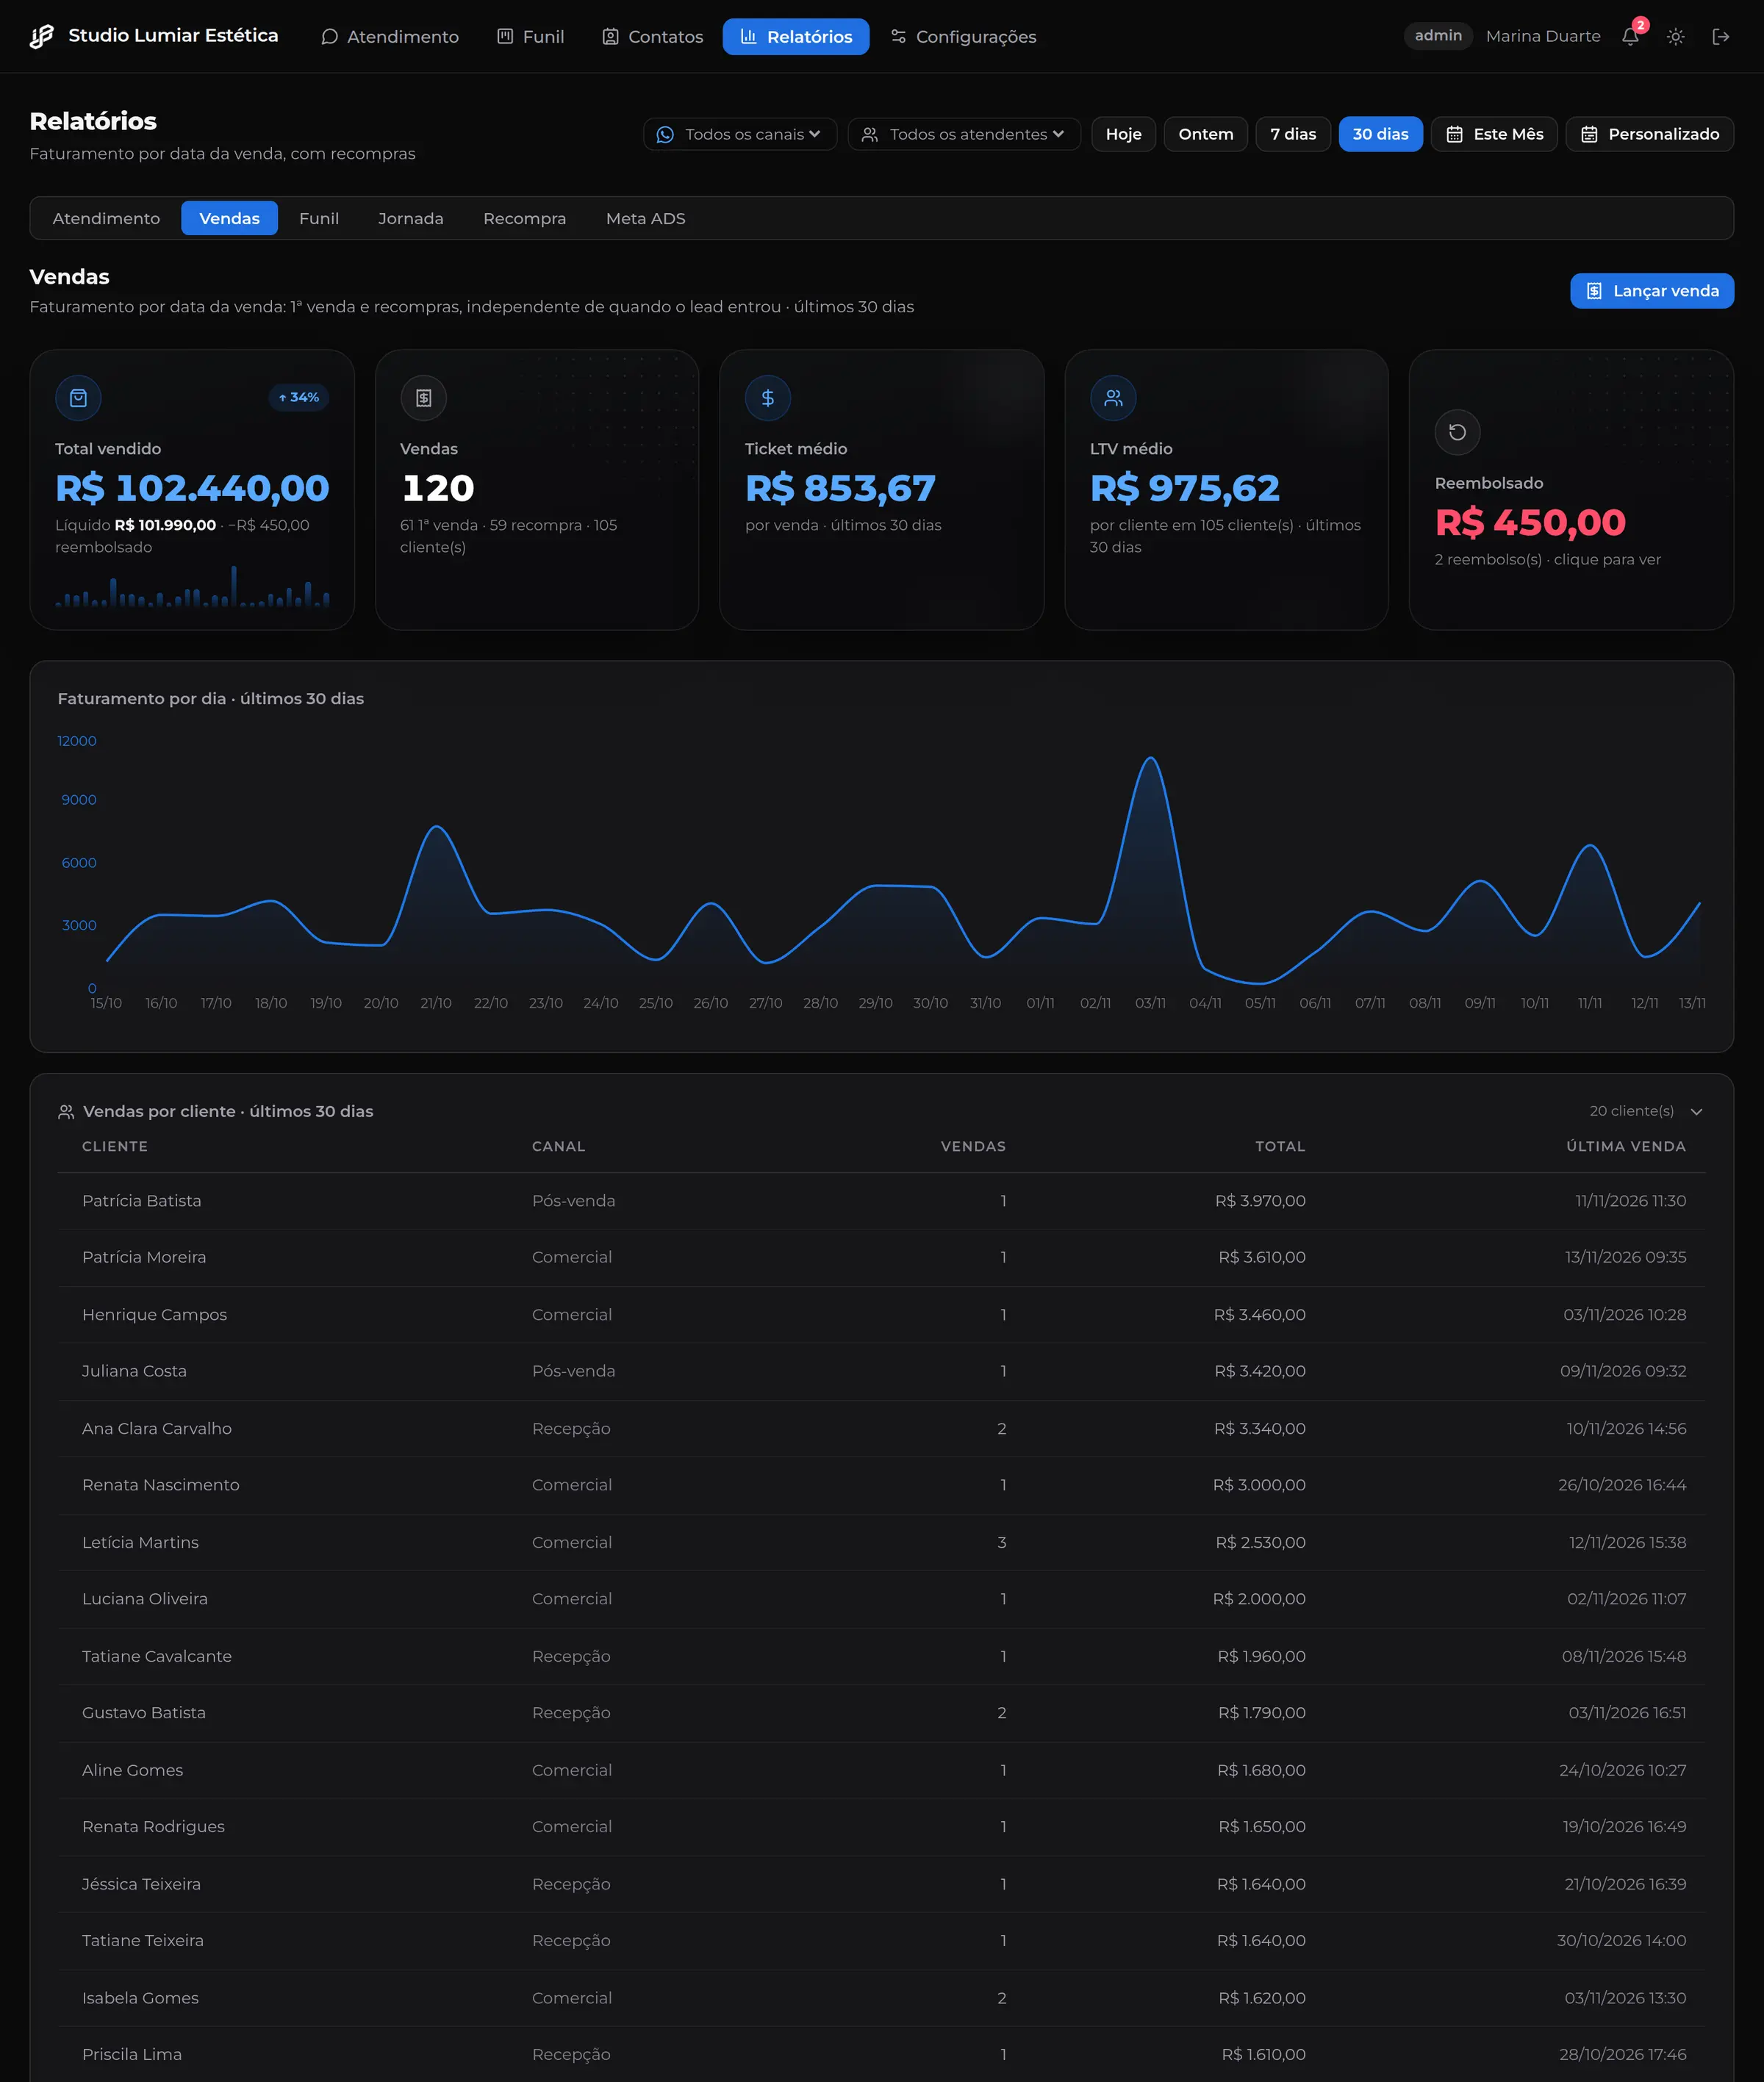 Studio Lumiar Estética Atendimento Funil Contatos Relatórios Configurações admin Marina Duarte 2
Relatórios
Faturamento por data da venda, com recompras
Todos os canais Todos os atendentes Hoje Ontem 7 dias 30 dias Este Mês Personalizado
Atendimento Vendas Funil Jornada Recompra Meta ADS
Vendas
Faturamento por data da venda: 1ª venda e recompras, independente de quando o lead entrou · últimos 30 dias
Lançar venda
↑ 34%
Total vendido
R$ 102.440,00
Líquido R$ 101.990,00 · −R$ 450,00
reembolsado
Vendas
120
61 1ª venda · 59 recompra · 105
cliente(s)
Ticket médio
R$ 853,67
por venda · últimos 30 dias
LTV médio
R$ 975,62
por cliente em 105 cliente(s) · últimos
30 dias
Reembolsado
R$ 450,00
2 reembolso(s) · clique para ver
Faturamento por dia · últimos 30 dias
12000
9000
6000
3000
0
15/10 16/10 17/10 18/10 19/10 20/10 21/10 22/10 23/10 24/10 25/10 26/10 27/10 28/10 29/10 30/10 31/10 01/11 02/11 03/11 04/11 05/11 06/11 07/11 08/11 09/11 10/11 11/11 12/11 13/11
Vendas por cliente · últimos 30 dias 20 cliente(s)
CLIENTE CANAL VENDAS TOTAL ÚLTIMA VENDA
Patrícia Batista Pós-venda 1 R$ 3.970,00 11/11/2026 11:30
Patrícia Moreira Comercial 1 R$ 3.610,00 13/11/2026 09:35
Henrique Campos Comercial 1 R$ 3.460,00 03/11/2026 10:28
Juliana Costa Pós-venda 1 R$ 3.420,00 09/11/2026 09:32
Ana Clara Carvalho Recepção 2 R$ 3.340,00 10/11/2026 14:56
Renata Nascimento Comercial 1 R$ 3.000,00 26/10/2026 16:44
Letícia Martins Comercial 3 R$ 2.530,00 12/11/2026 15:38
Luciana Oliveira Comercial 1 R$ 2.000,00 02/11/2026 11:07
Tatiane Cavalcante Recepção 1 R$ 1.960,00 08/11/2026 15:48
Gustavo Batista Recepção 2 R$ 1.790,00 03/11/2026 16:51
Aline Gomes Comercial 1 R$ 1.680,00 24/10/2026 10:27
Renata Rodrigues Comercial 1 R$ 1.650,00 19/10/2026 16:49
Jéssica Teixeira Recepção 1 R$ 1.640,00 21/10/2026 16:39
Tatiane Teixeira Recepção 1 R$ 1.640,00 30/10/2026 14:00
Isabela Gomes Comercial 2 R$ 1.620,00 03/11/2026 13:30
Priscila Lima Recepção 1 R$ 1.610,00 28/10/2026 17:46